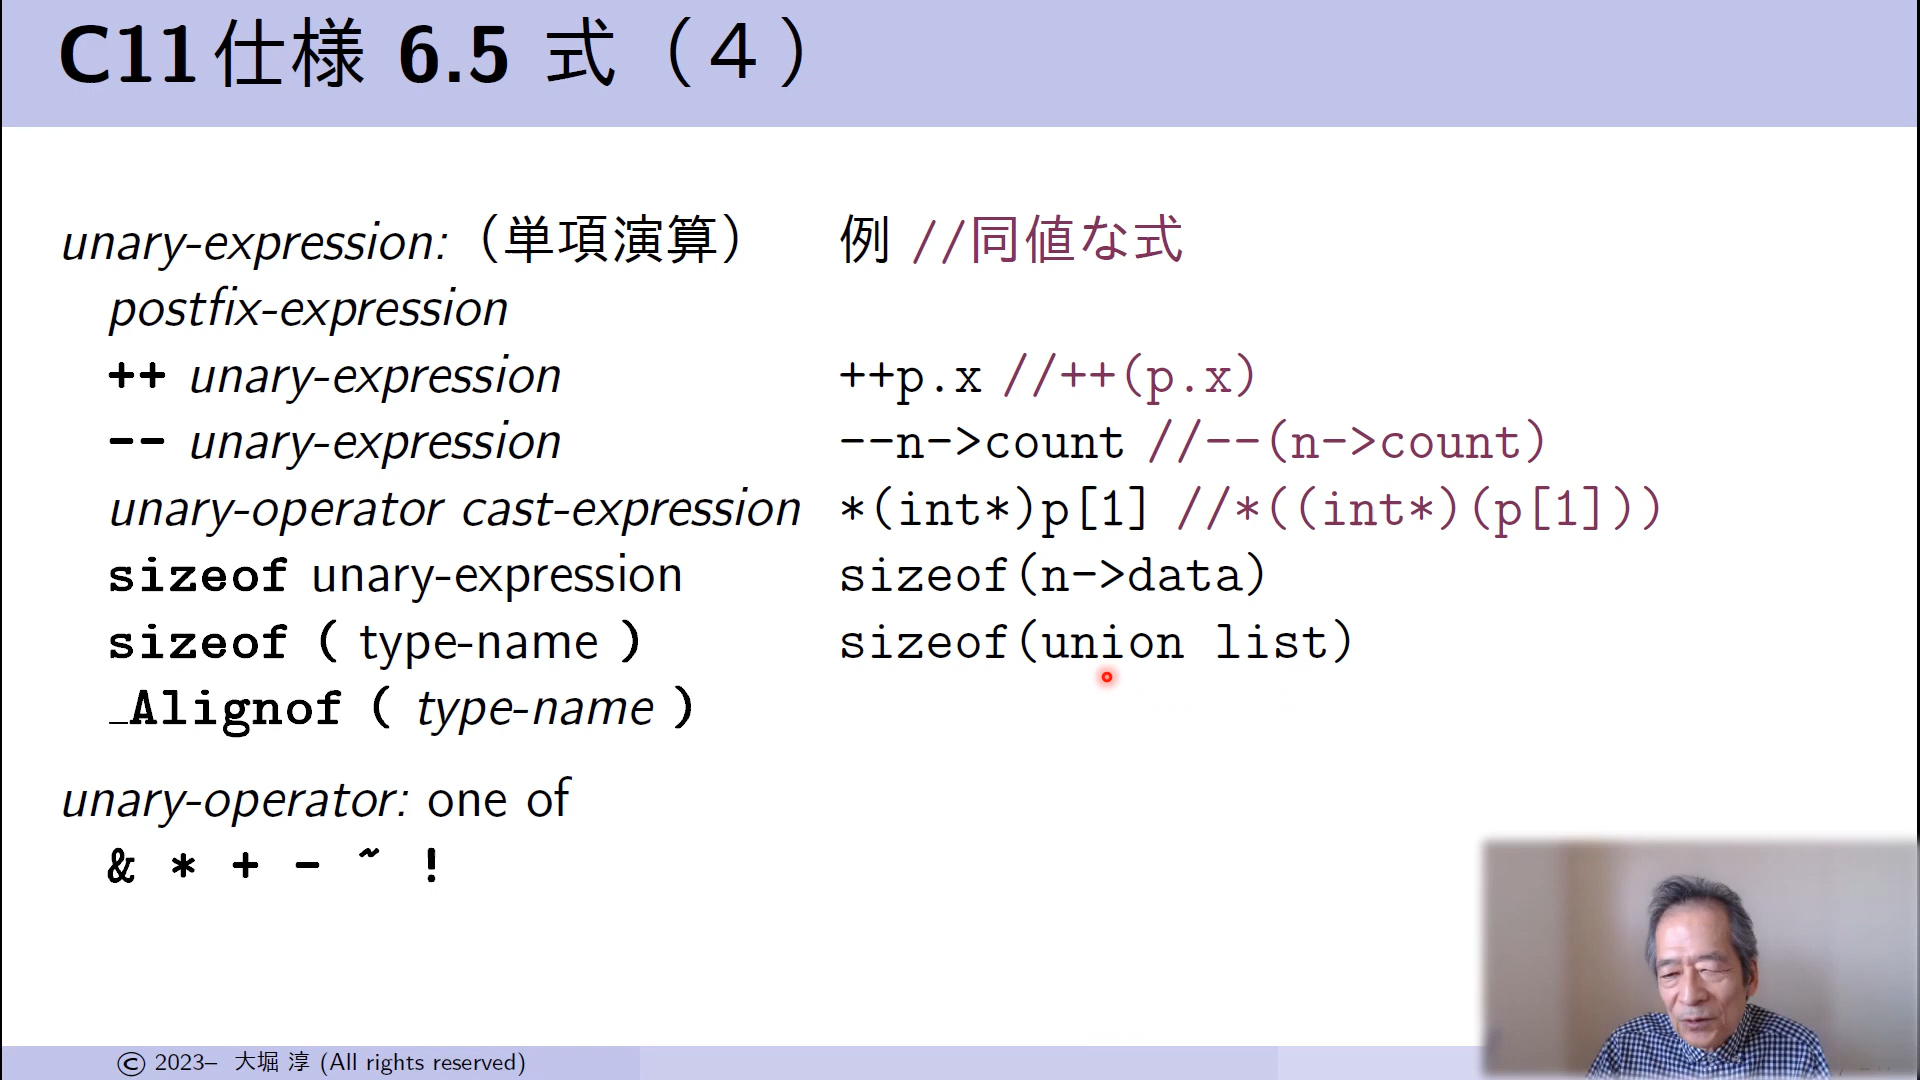 C11仕様 6.5 式（４）
unary-expression:（単項演算） 例 //同値な式
postfix-expression
++ unary-expression ++p.x //++(p.x)
-- unary-expression --n->count //--(n->count)
unary-operator cast-expression *(int*)p[1] //*((int*)(p[1]))
sizeof unary-expression sizeof(n->data)
sizeof ( type-name ) sizeof(union list)
_Alignof ( type-name )
unary-operator: one of
& * + - ~ !
© 2023– 大堀 淳 (All rights reserved)